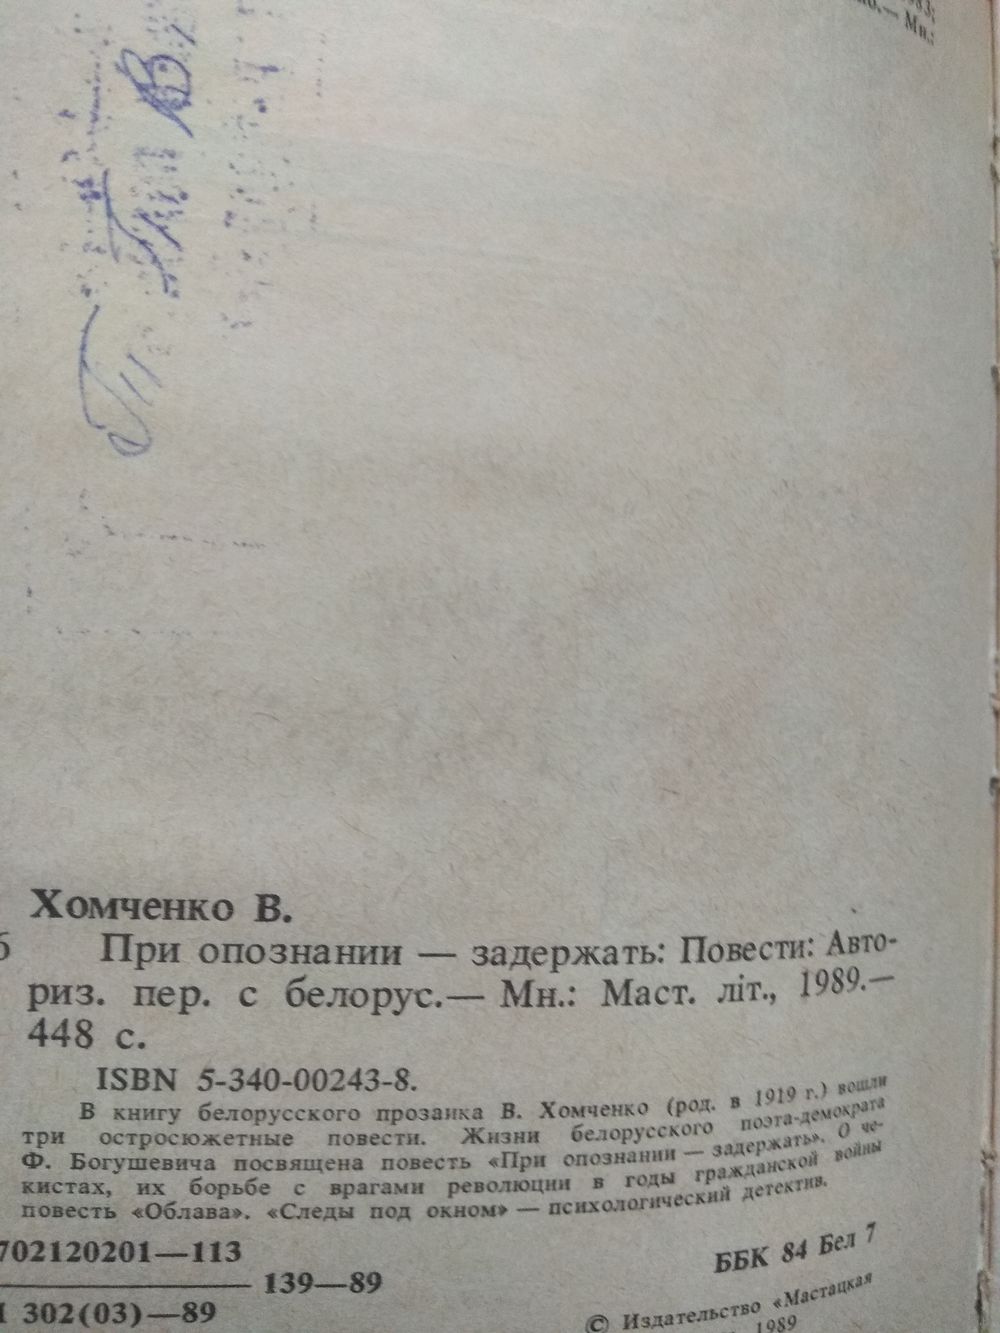 83;
Мн.:
Хомченко В.
При опознании — задержать: Повести: Авто-
риз. пер. с белорус.— Мн.: Маст. літ., 1989.—
448 с.
ISBN 5-340-00243-8.
В книгу белорусского прозаика В. Хомченко (род. в 1919 г.) вошли
три остросюжетные повести. Жизни белорусского поэта-демократа
Ф. Богушевича посвящена повесть «При опознании — задержать». О че-
кистах, их борьбе с врагами революции в годы гражданской войны
повесть «Облава». «Следы под окном» — психологический детектив.
702120201—113
139—89
302(03)—89
ББК 84 Бел 7
© Издательство «Мастацкая
1989